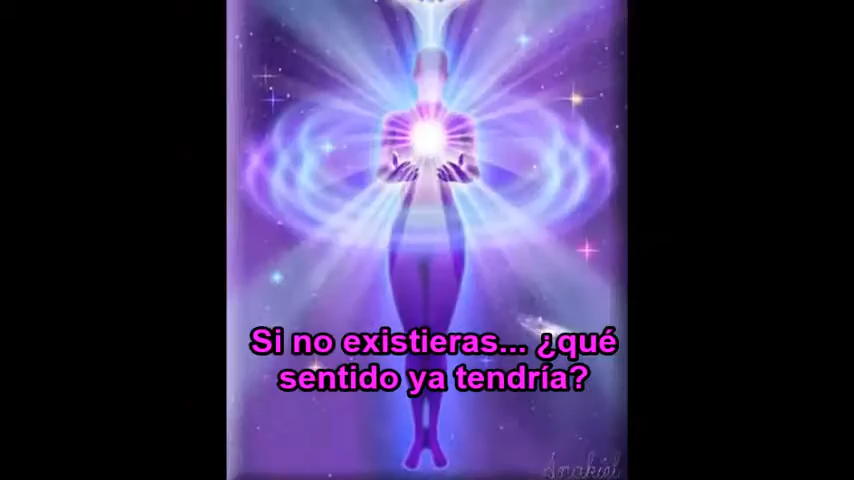 Si no existieras... ¿qué
sentido ya tendría?